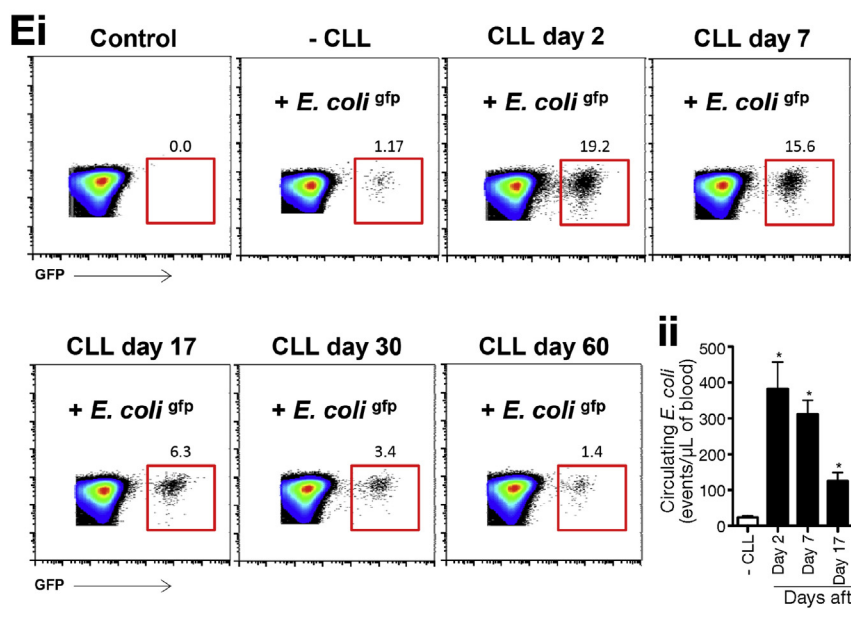 Ei
Control
- CLL
CLL day 2
CLL day 7
+ E. coli gfp
+ E. coli gfp
+ E. coli gfp
0.0
1.17
19.2
15.6
GFP
CLL day 17
CLL day 30
CLL day 60
+ E. coli gfp
+ E. coli gfp
+ E. coli gfp
6.3
3.4
1.4
GFP
ii
Circulating E. coli
(events/µL of blood)
500
400
300
200
100
0
*
*
*
- CLL
Day 2
Day 7
Day 17
Days aft